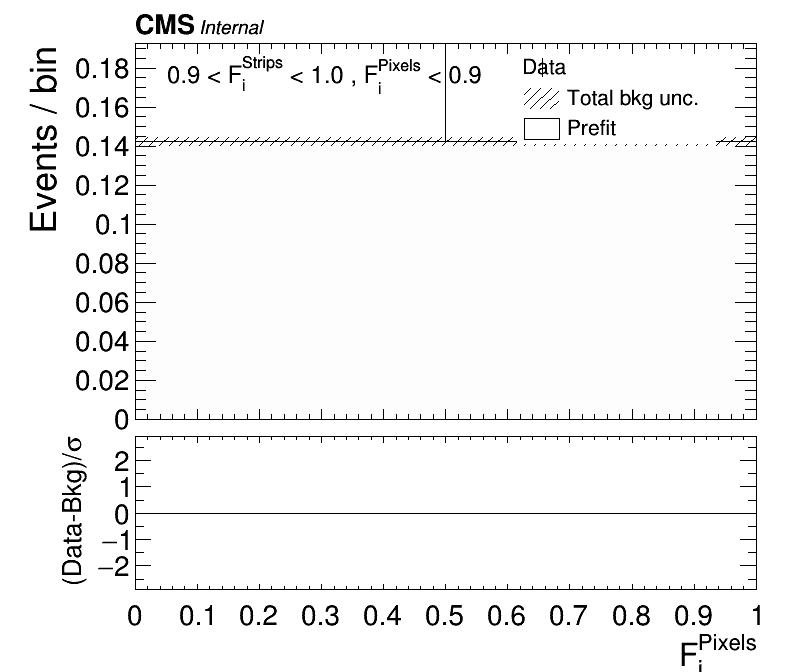 CMS Internal
Events / bin
0.9 < F_i^Strips < 1.0 , F_i^Pixels < 0.9
Data
Total bkg unc.
Prefit
0.18
0.16
0.14
0.12
0.1
0.08
0.06
0.04
0.02
0
(Data-Bkg)/σ
2
1
0
−1
−2
0 0.1 0.2 0.3 0.4 0.5 0.6 0.7 0.8 0.9 1
F_i^Pixels